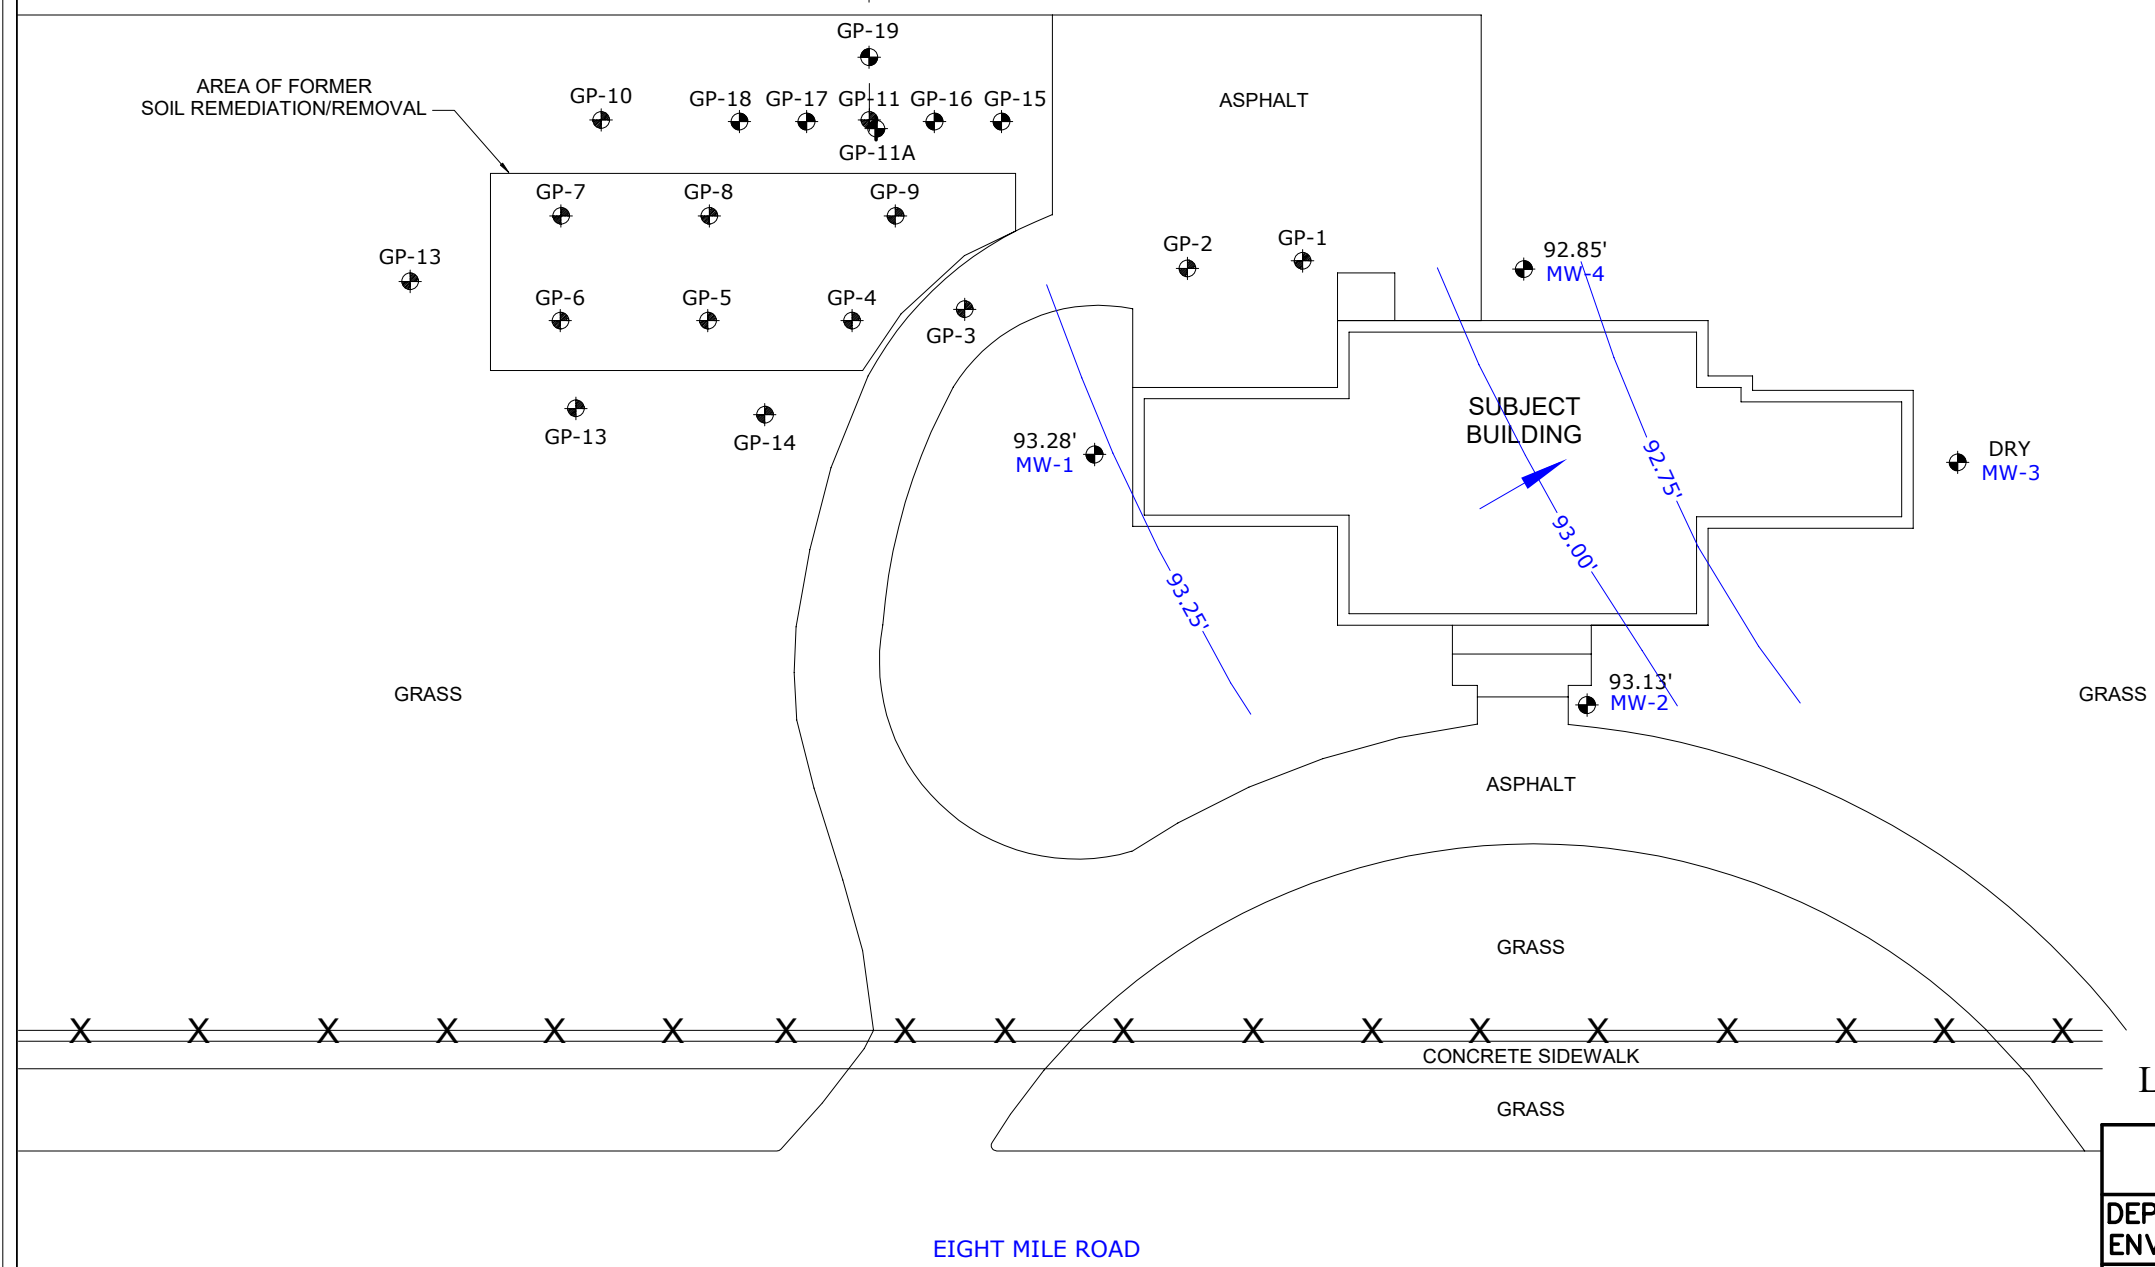 GP-19
AREA OF FORMER
SOIL REMEDIATION/REMOVAL
GP-10
GP-18
GP-17
GP-11
GP-16
GP-15
ASPHALT
GP-11A
GP-7
GP-8
GP-9
GP-13
GP-2
GP-1
92.85'
MW-4
GP-6
GP-5
GP-4
GP-3
SUBJECT
BUILDING
GP-13
GP-14
93.28'
MW-1
92.75'
DRY
MW-3
93.00'
93.25'
GRASS
93.13'
MW-2
GRASS
ASPHALT
GRASS
X X X X X X X X X X X X X X X X X X
CONCRETE SIDEWALK
L
GRASS
DEP
ENV
EIGHT MILE ROAD